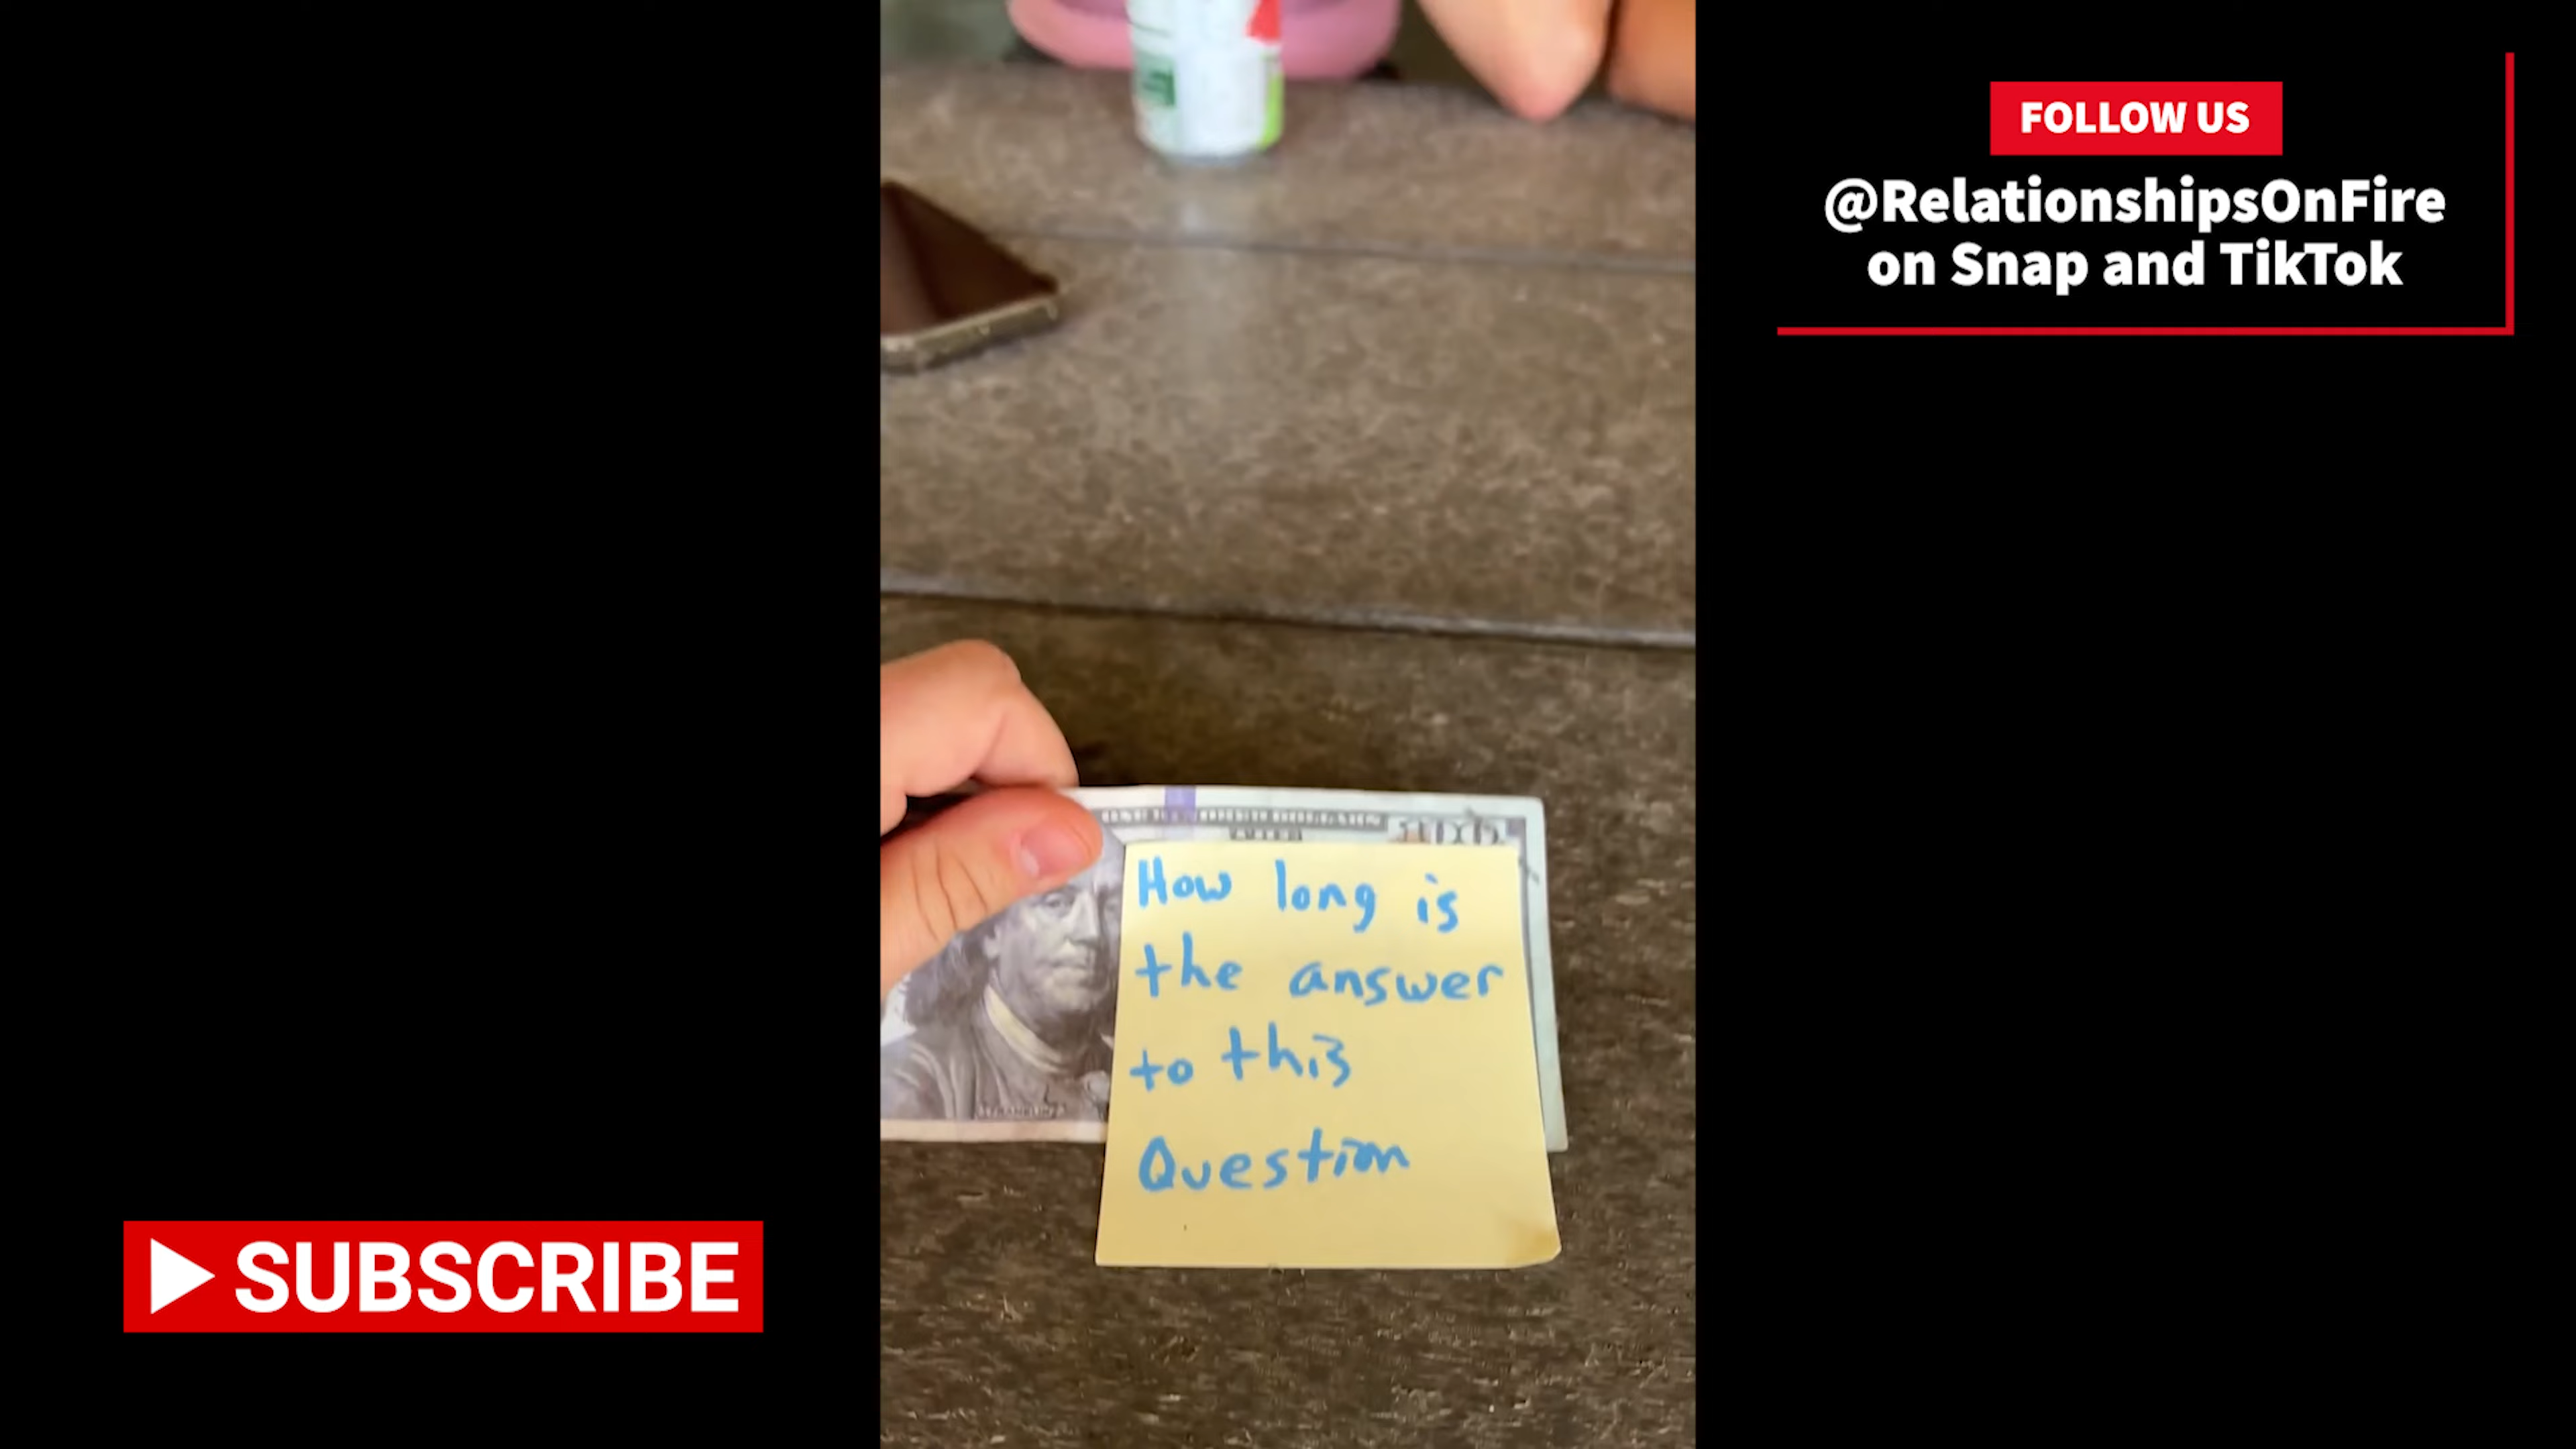 FOLLOW US
@RelationshipsOnFire
on Snap and TikTok
How long is
the answer
to this
Question
SUBSCRIBE